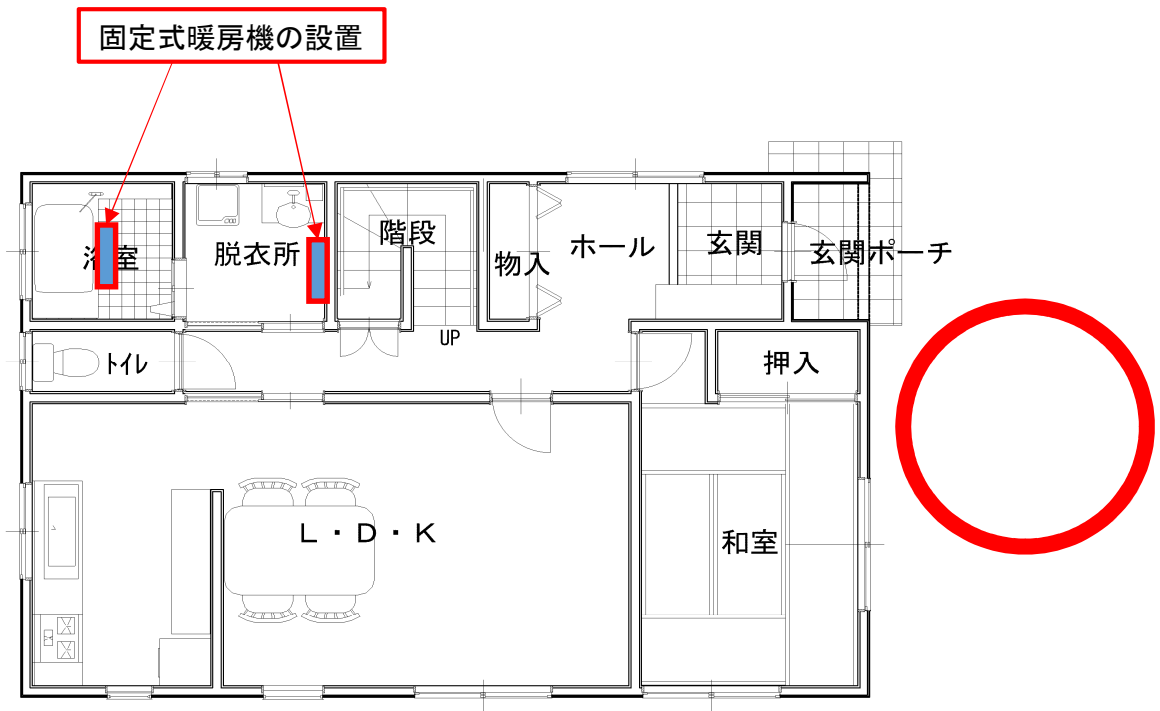 固定式暖房機の設置
浴室
脱衣所
階段
物入
ホール
玄関
玄関ポーチ
UP
トイレ
押入
L・D・K
和室